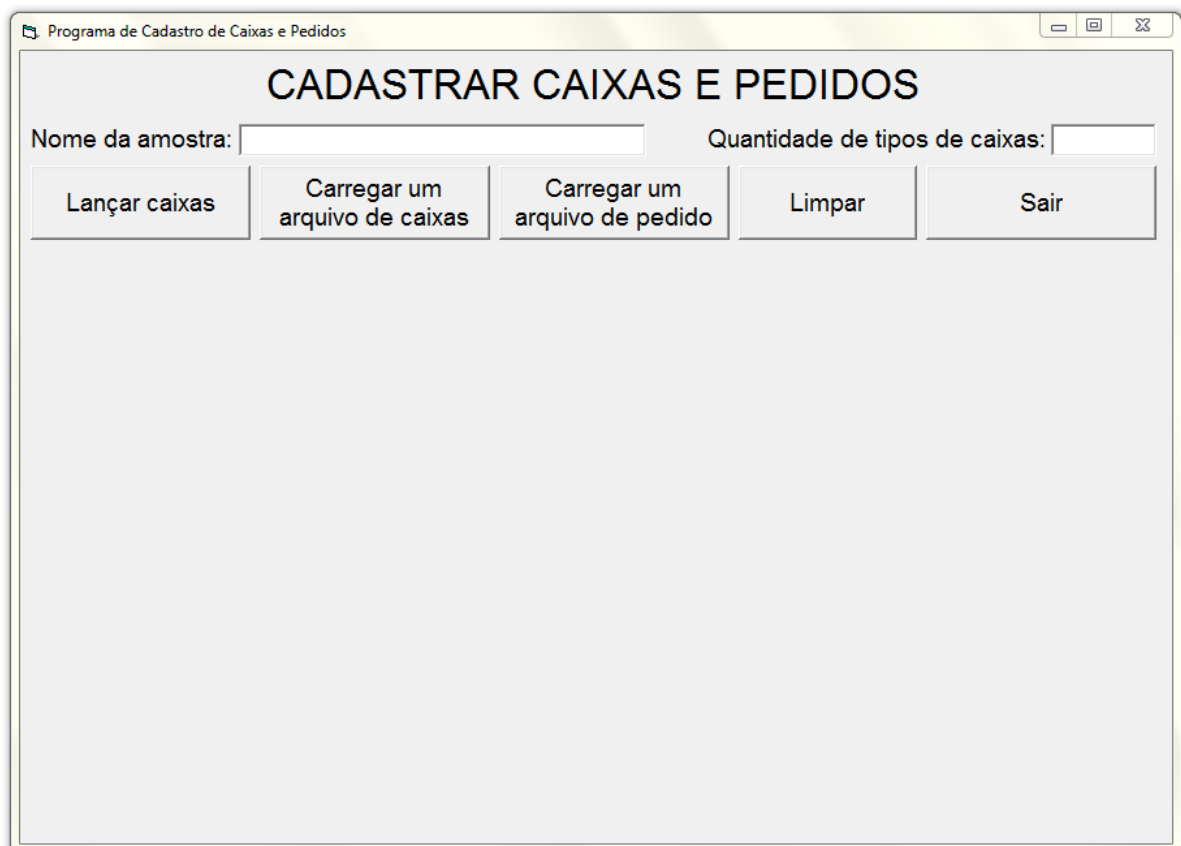 Programa de Cadastro de Caixas e Pedidos
CADASTRAR CAIXAS E PEDIDOS
Nome da amostra: Quantidade de tipos de caixas:
Lançar caixas
Carregar um
arquivo de caixas
Carregar um
arquivo de pedido
Limpar
Sair